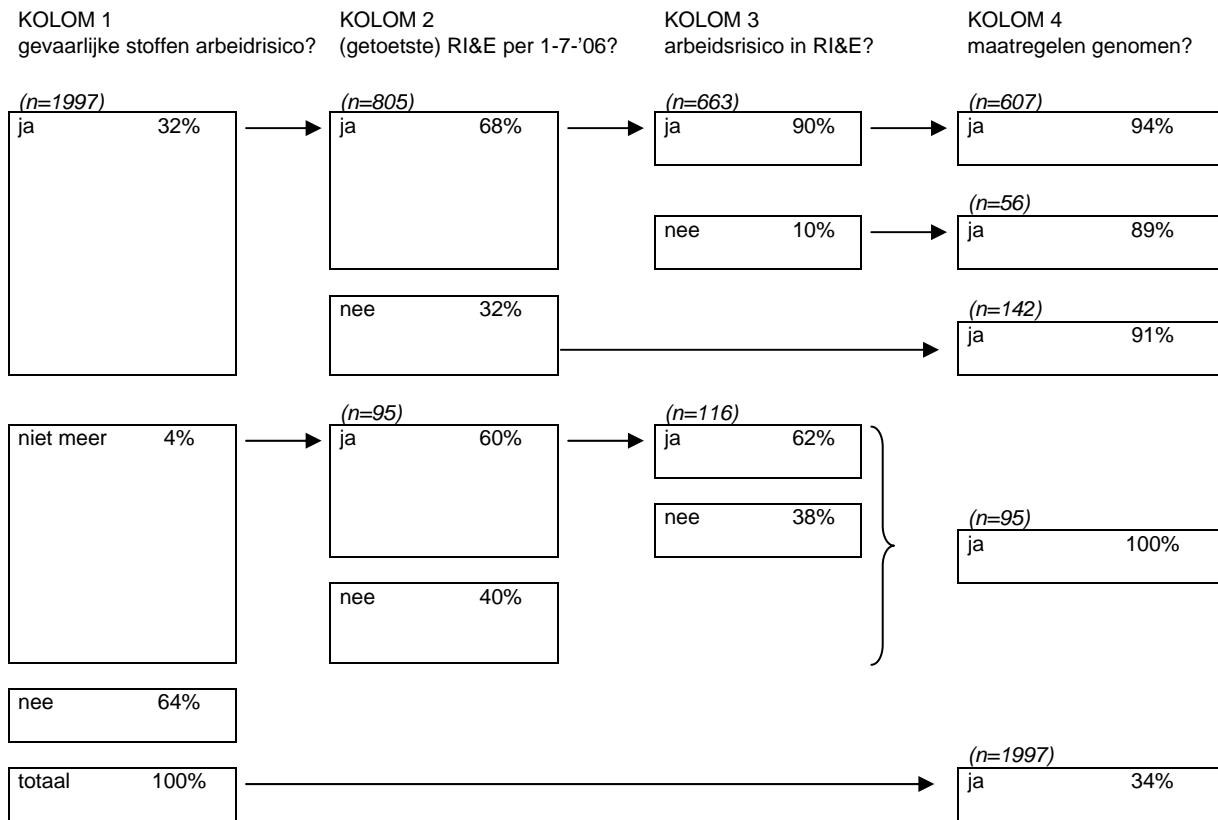 KOLOM 1 KOLOM 2 KOLOM 3 KOLOM 4
gevaarlijke stoffen arbeidrisico? (getoetste) RI&E per 1-7-'06? arbeidsrisico in RI&E? maatregelen genomen?
(n=1997) (n=805) (n=663) (n=607)
ja 32% ja 68% ja 90% ja 94%
(n=56)
nee 10% ja 89%
nee 32% (n=142)
ja 91%
(n=95) (n=116)
niet meer 4% ja 60% ja 62%
nee 38% (n=95)
ja 100%
nee 40%
nee 64%
(n=1997)
totaal 100% ja 34%